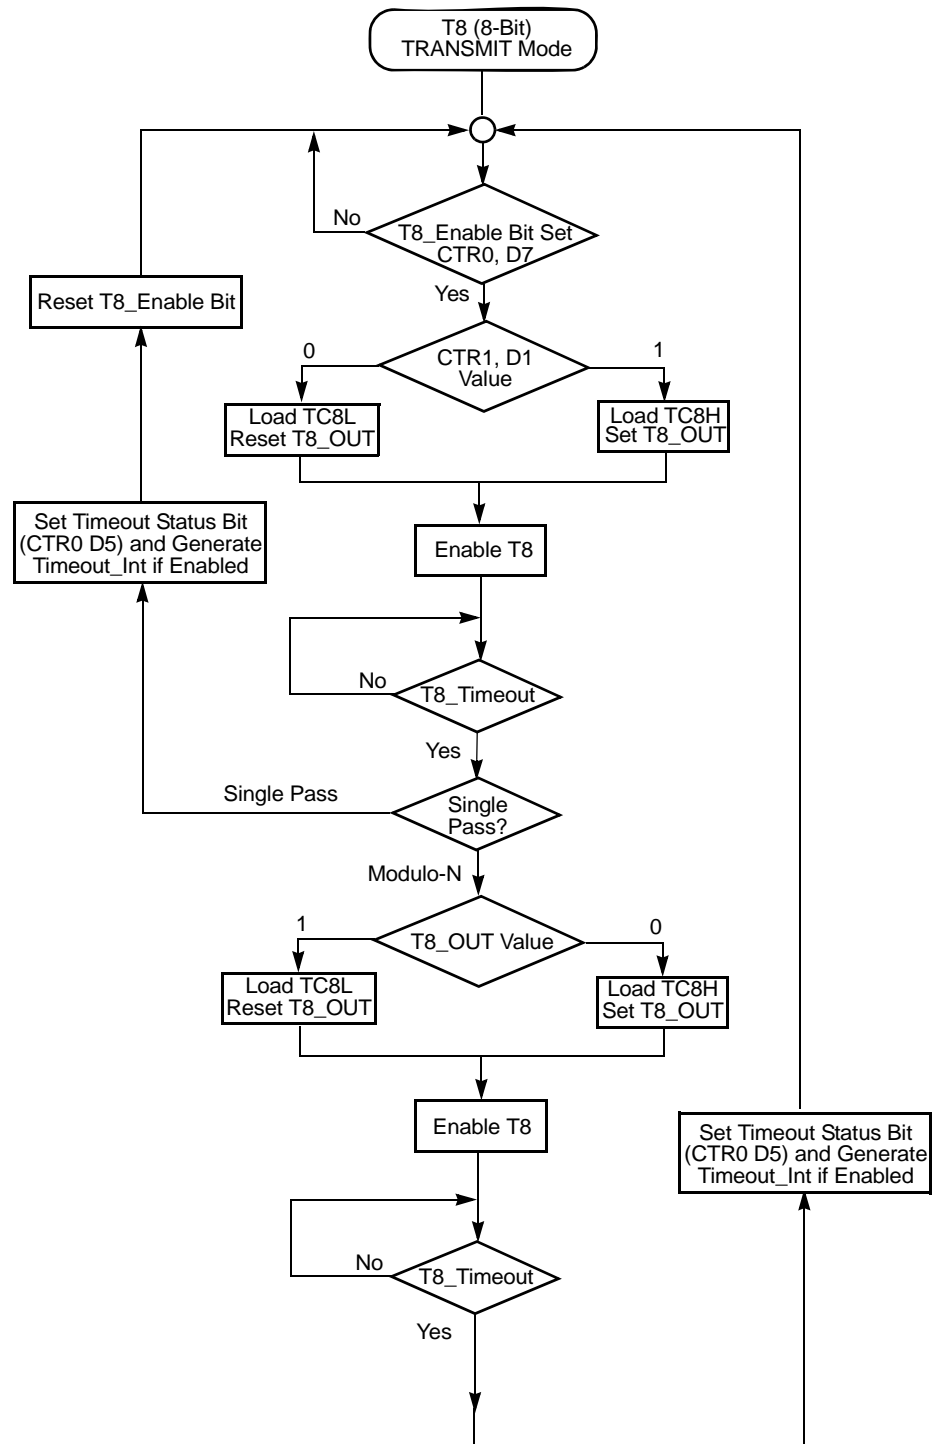 T8 (8-Bit)
TRANSMIT Mode
No
T8_Enable Bit Set
CTR0, D7
Yes
Reset T8_Enable Bit
0
CTR1, D1
Value
1
Load TC8L
Reset T8_OUT
Load TC8H
Set T8_OUT
Set Timeout Status Bit
(CTR0 D5) and Generate
Timeout_Int if Enabled
Enable T8
No
T8_Timeout
Yes
Single Pass
Single
Pass?
Modulo-N
1
T8_OUT Value
0
Load TC8L
Reset T8_OUT
Load TC8H
Set T8_OUT
Enable T8
Set Timeout Status Bit
(CTR0 D5) and Generate
Timeout_Int if Enabled
No
T8_Timeout
Yes